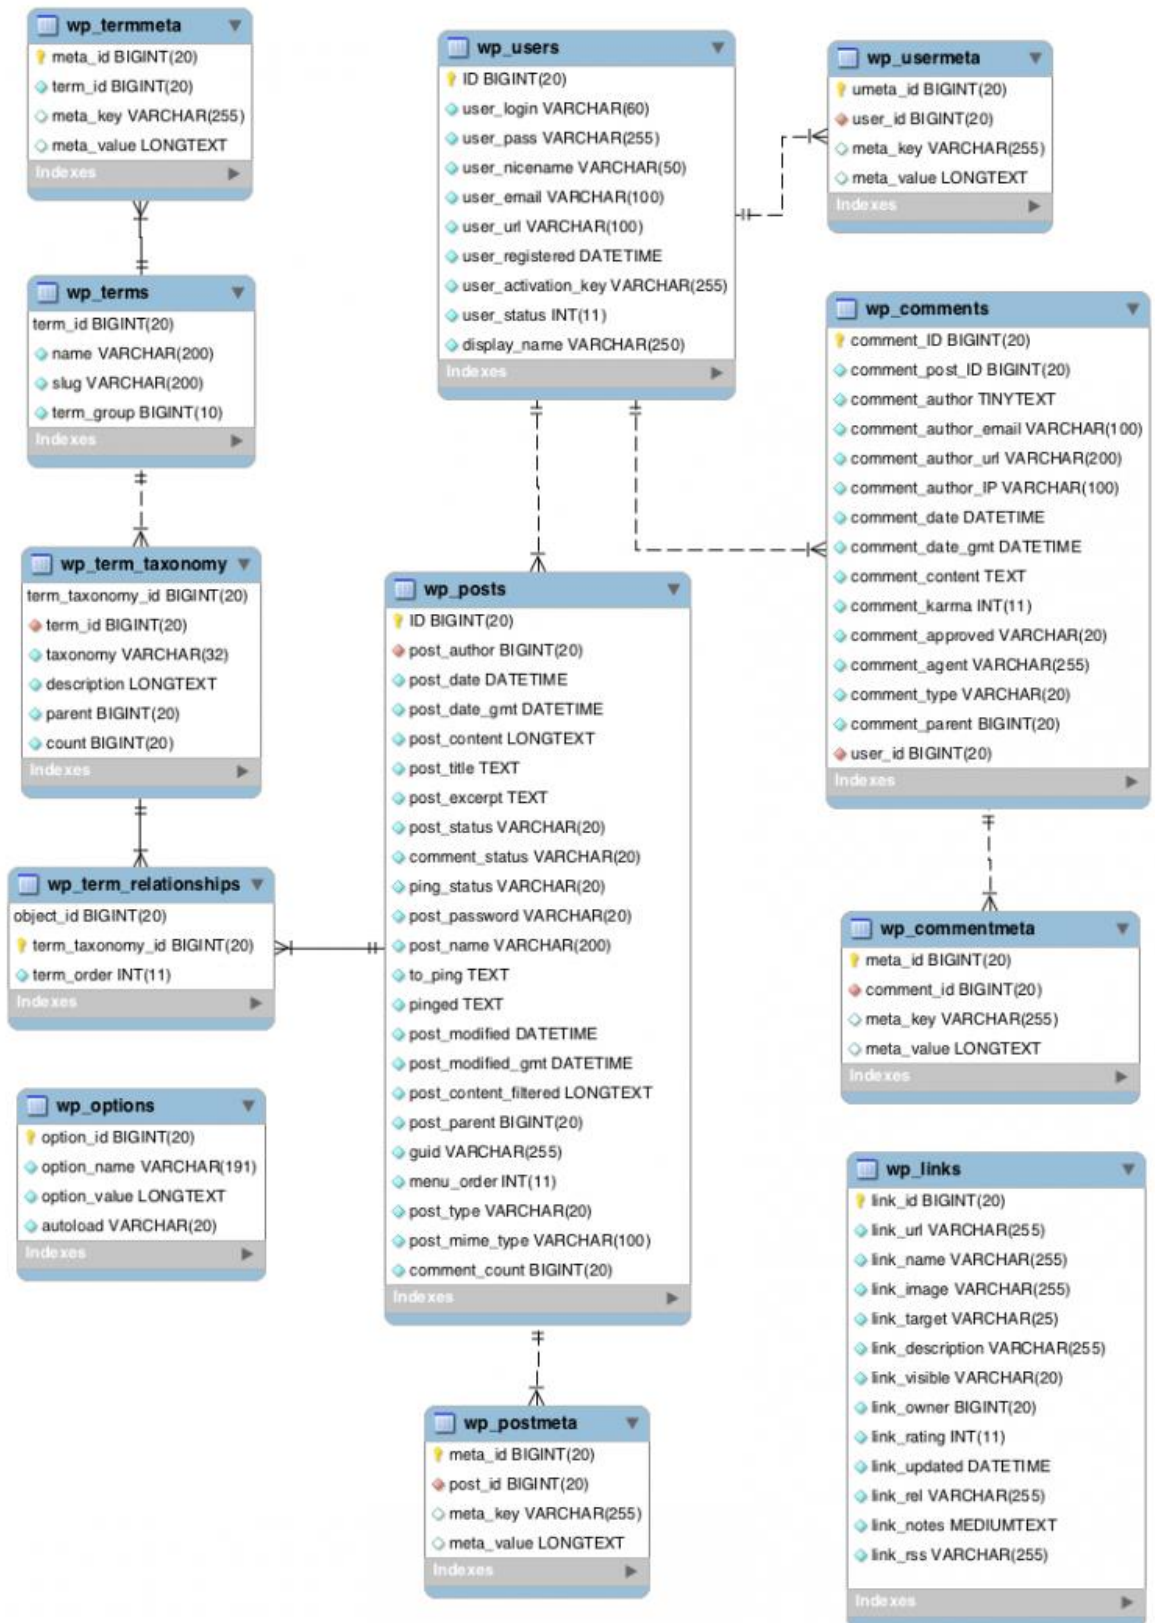 wp_termmeta
meta_id BIGINT(20)
term_id BIGINT(20)
meta_key VARCHAR(255)
meta_value LONGTEXT
Indexes
wp_terms
term_id BIGINT(20)
name VARCHAR(200)
slug VARCHAR(200)
term_group BIGINT(10)
Indexes
wp_term_taxonomy
term_taxonomy_id BIGINT(20)
term_id BIGINT(20)
taxonomy VARCHAR(32)
description LONGTEXT
parent BIGINT(20)
count BIGINT(20)
Indexes
wp_term_relationships
object_id BIGINT(20)
term_taxonomy_id BIGINT(20)
term_order INT(11)
Indexes
wp_options
option_id BIGINT(20)
option_name VARCHAR(191)
option_value LONGTEXT
autoload VARCHAR(20)
Indexes
wp_users
ID BIGINT(20)
user_login VARCHAR(60)
user_pass VARCHAR(255)
user_nicename VARCHAR(50)
user_email VARCHAR(100)
user_url VARCHAR(100)
user_registered DATETIME
user_activation_key VARCHAR(255)
user_status INT(11)
display_name VARCHAR(250)
Indexes
wp_posts
ID BIGINT(20)
post_author BIGINT(20)
post_date DATETIME
post_date_gmt DATETIME
post_content LONGTEXT
post_title TEXT
post_excerpt TEXT
post_status VARCHAR(20)
comment_status VARCHAR(20)
ping_status VARCHAR(20)
post_password VARCHAR(20)
post_name VARCHAR(200)
to_ping TEXT
pinged TEXT
post_modified DATETIME
post_modified_gmt DATETIME
post_content_filtered LONGTEXT
post_parent BIGINT(20)
guid VARCHAR(255)
menu_order INT(11)
post_type VARCHAR(20)
post_mime_type VARCHAR(100)
comment_count BIGINT(20)
Indexes
wp_postmeta
meta_id BIGINT(20)
post_id BIGINT(20)
meta_key VARCHAR(255)
meta_value LONGTEXT
Indexes
wp_usermeta
umeta_id BIGINT(20)
user_id BIGINT(20)
meta_key VARCHAR(255)
meta_value LONGTEXT
Indexes
wp_comments
comment_ID BIGINT(20)
comment_post_ID BIGINT(20)
comment_author TINYTEXT
comment_author_email VARCHAR(100)
comment_author_url VARCHAR(200)
comment_author_IP VARCHAR(100)
comment_date DATETIME
comment_date_gmt DATETIME
comment_content TEXT
comment_karma INT(11)
comment_approved VARCHAR(20)
comment_agent VARCHAR(255)
comment_type VARCHAR(20)
comment_parent BIGINT(20)
user_id BIGINT(20)
Indexes
wp_commentmeta
meta_id BIGINT(20)
comment_id BIGINT(20)
meta_key VARCHAR(255)
meta_value LONGTEXT
Indexes
wp_links
link_id BIGINT(20)
link_url VARCHAR(255)
link_name VARCHAR(255)
link_image VARCHAR(255)
link_target VARCHAR(25)
link_description VARCHAR(255)
link_visible VARCHAR(20)
link_owner BIGINT(20)
link_rating INT(11)
link_updated DATETIME
link_rel VARCHAR(255)
link_notes MEDIUMTEXT
link_rss VARCHAR(255)
Indexes